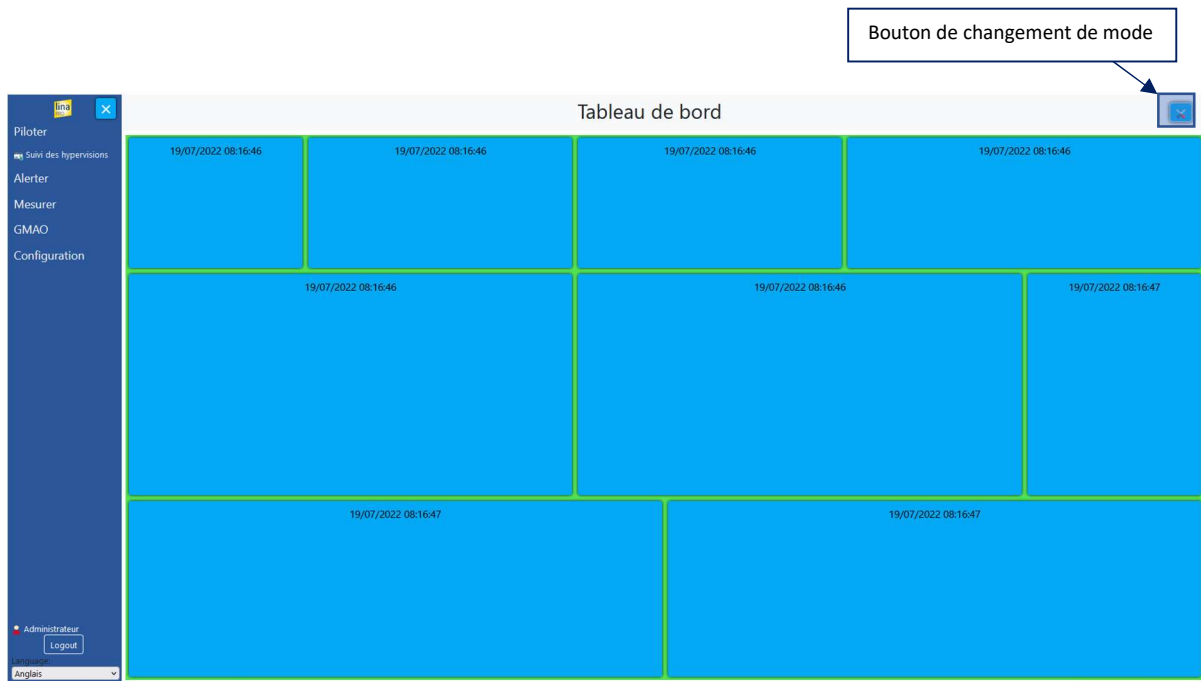 Bouton de changement de mode
lina
Tableau de bord
Piloter
Suivi des hypervisions
Alerter
Mesurer
GMAO
Configuration
19/07/2022 08:16:46
19/07/2022 08:16:46
19/07/2022 08:16:46
19/07/2022 08:16:46
19/07/2022 08:16:46
19/07/2022 08:16:46
19/07/2022 08:16:47
19/07/2022 08:16:47
19/07/2022 08:16:47
Administrateur
Logout
Language:
Anglais